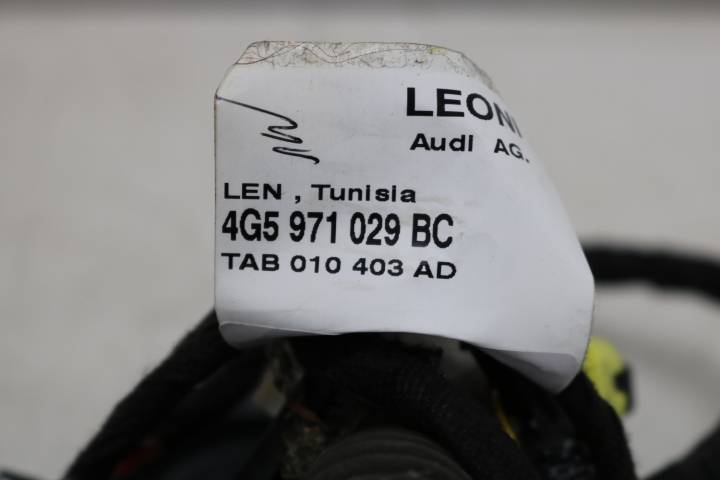 LEONI
Audi AG.
LEN , Tunisia
4G5 971 029 BC
TAB 010 403 AD